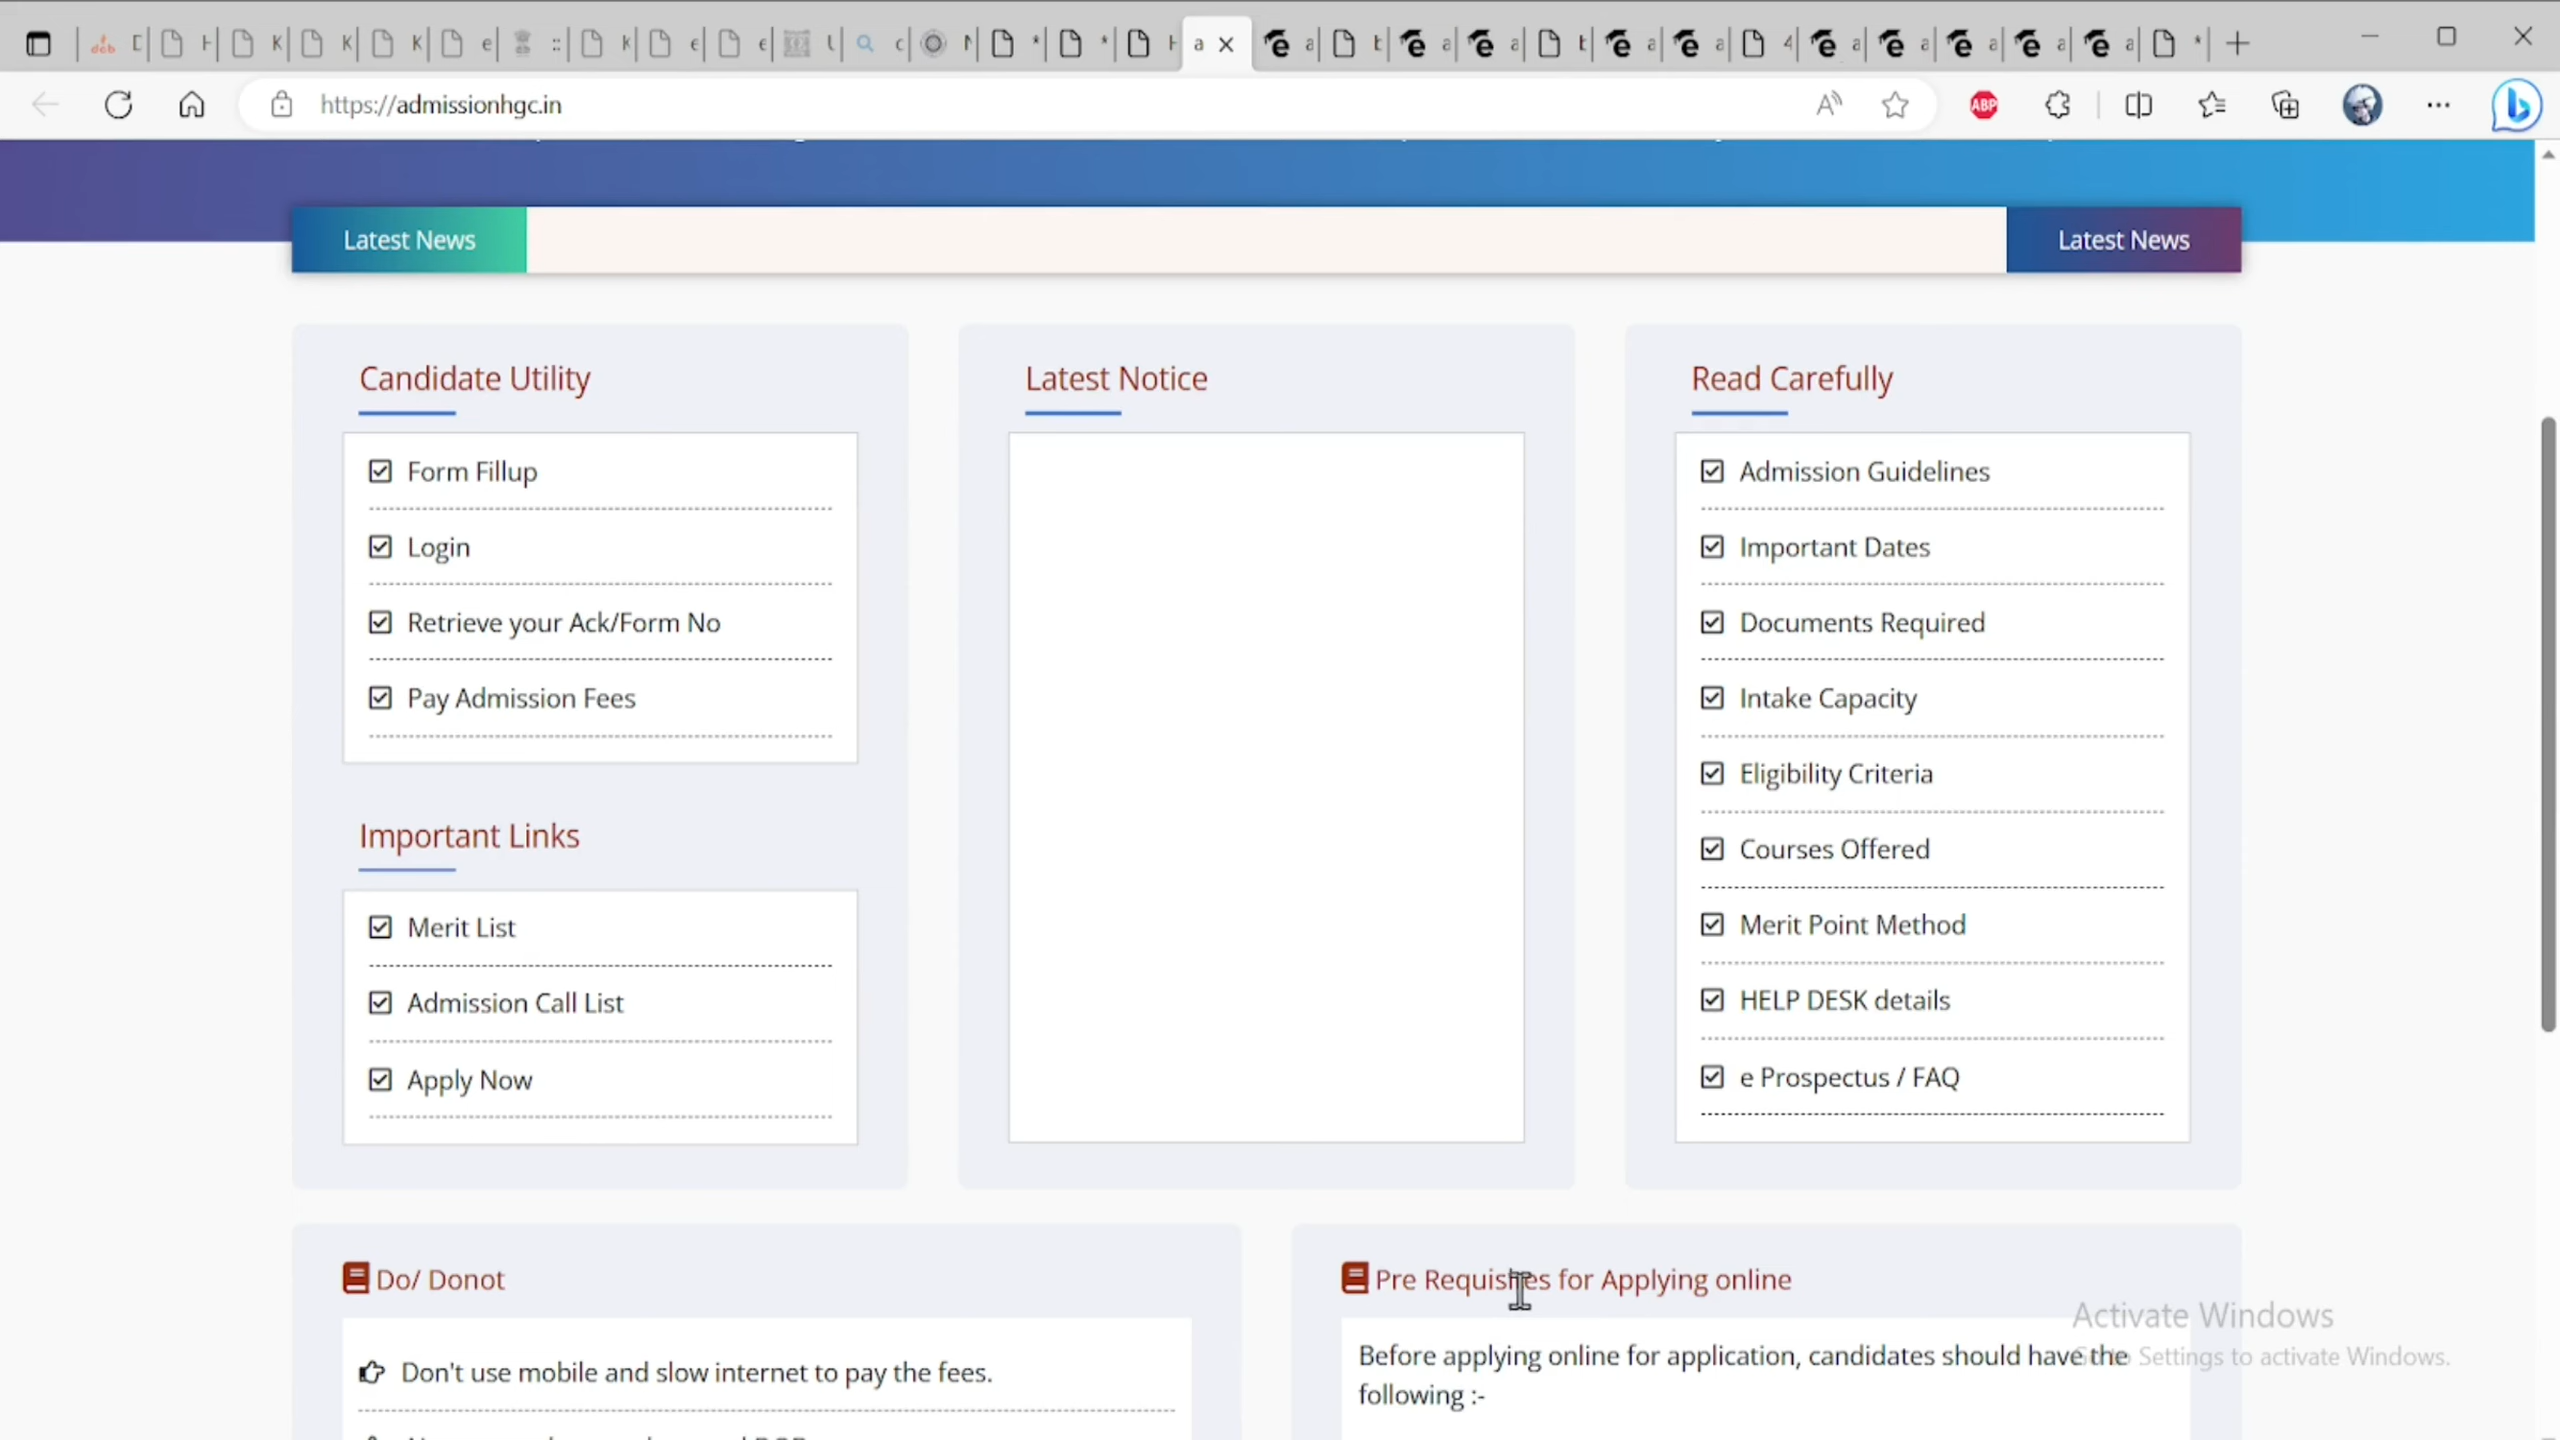 https://admissionhgc.in
ABP
Latest News
Latest News
Candidate Utility
Form Fillup
Login
Retrieve your Ack/Form No
Pay Admission Fees
Important Links
Merit List
Admission Call List
Apply Now
Latest Notice
Read Carefully
Admission Guidelines
Important Dates
Documents Required
Intake Capacity
Eligibility Criteria
Courses Offered
Merit Point Method
HELP DESK details
e Prospectus / FAQ
Do/ Donot
Don't use mobile and slow internet to pay the fees.
Pre Requisites for Applying online
Before applying online for application, candidates should have the
following :-
Activate Windows
Settings to activate Windows.